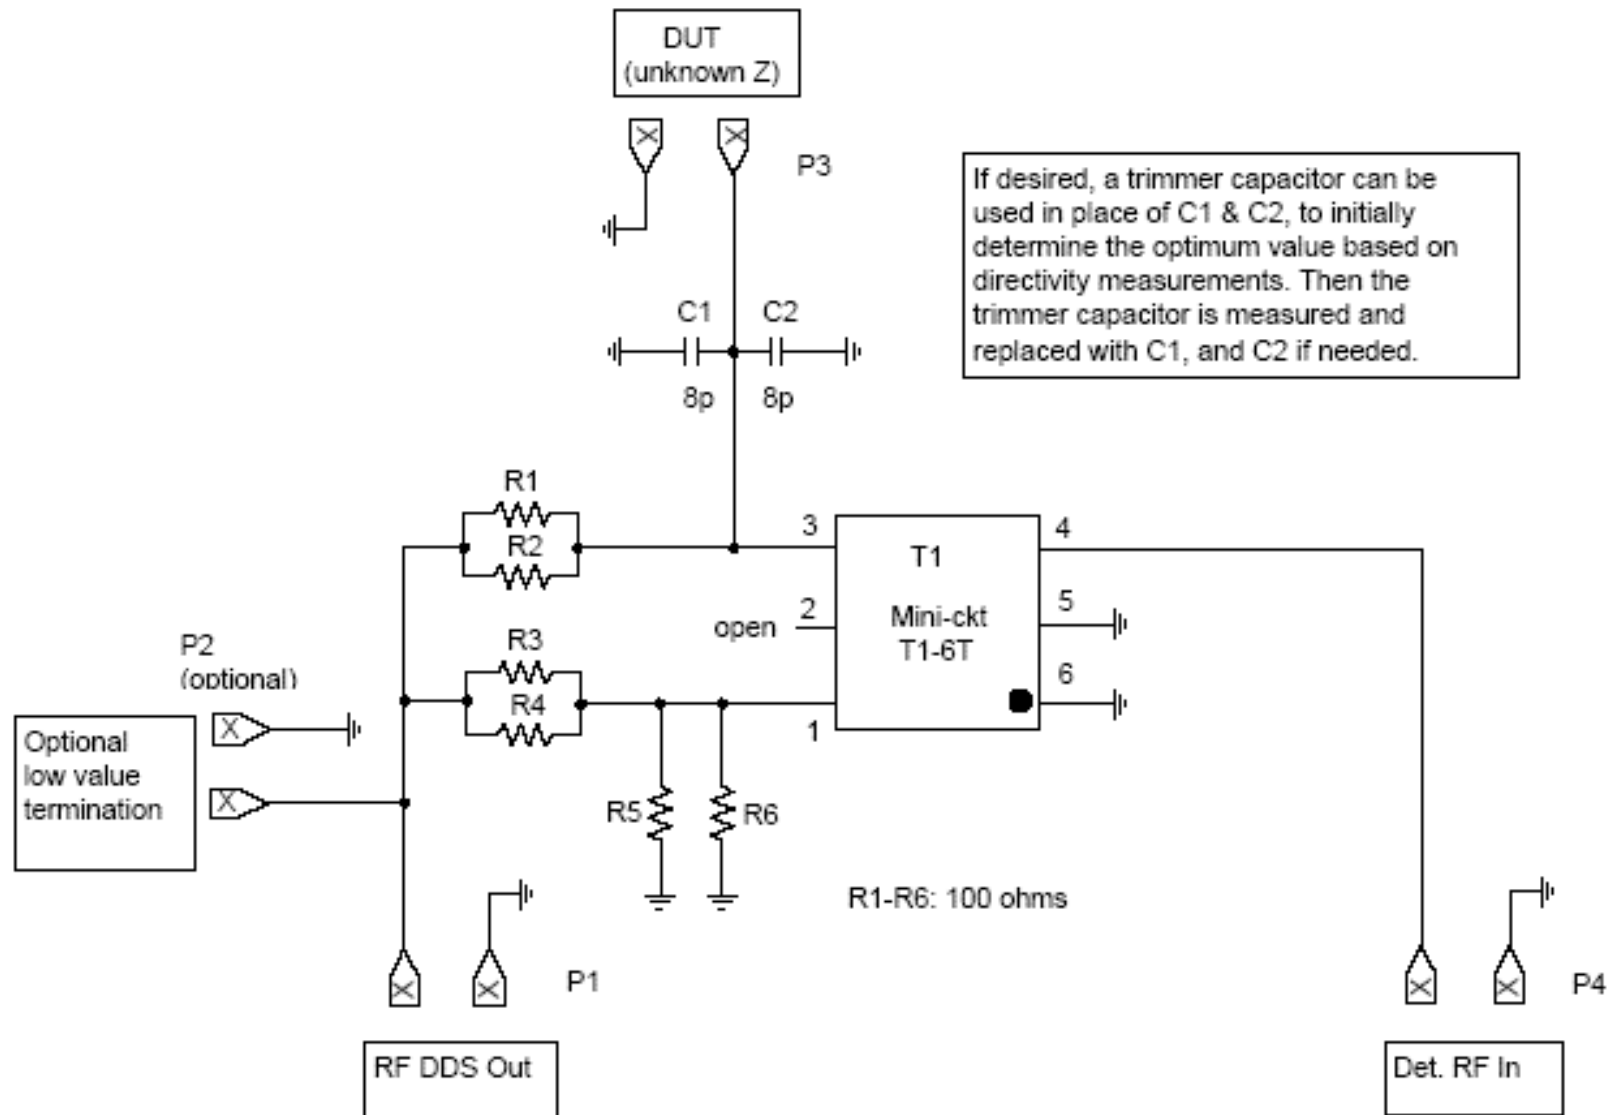 DUT
(unknown Z)
P3
If desired, a trimmer capacitor can be
used in place of C1 & C2, to initially
determine the optimum value based on
directivity measurements. Then the
trimmer capacitor is measured and
replaced with C1, and C2 if needed.
C1
C2
8p
8p
R1
R2
3
4
T1
Mini-ckt
T1-6T
open
2
5
R3
R4
6
1
P2
(optional)
Optional
low value
termination
X
X
X
X
R5
R6
R1-R6: 100 ohms
X
X
P1
X
X
P4
RF DDS Out
Det. RF In